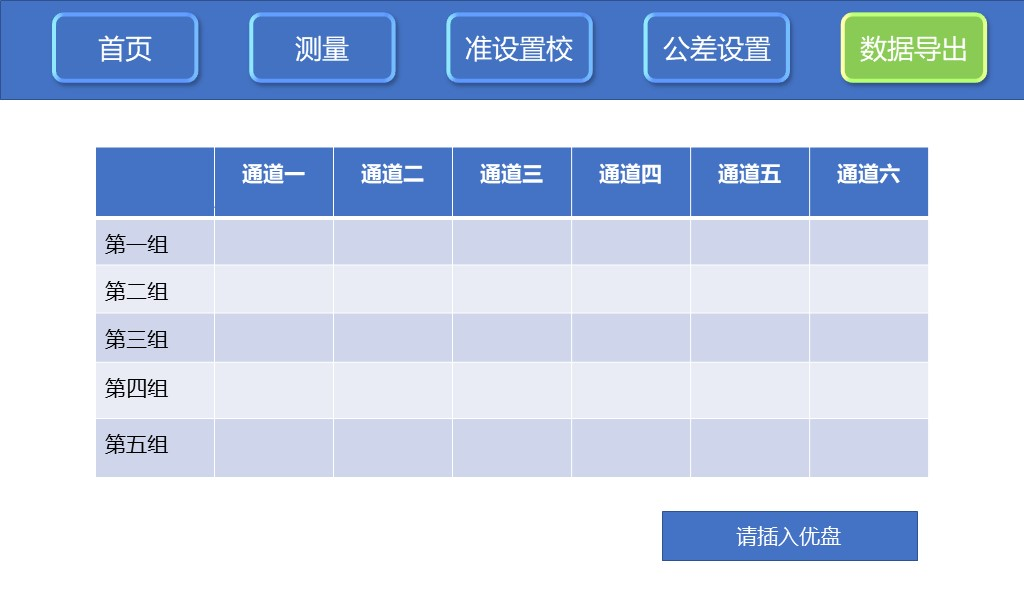 首页
测量
准设置校
公差设置
数据导出
通道一 通道二 通道三 通道四 通道五 通道六
第一组
第二组
第三组
第四组
第五组
请插入优盘